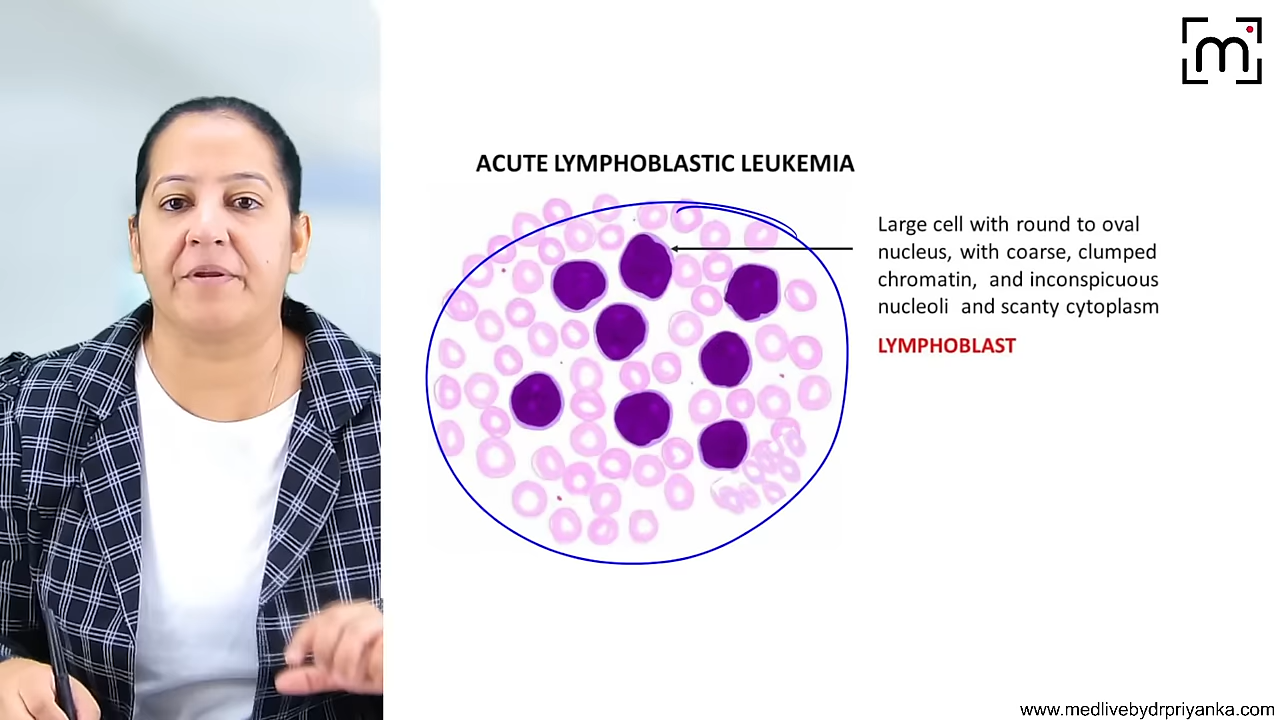 m
ACUTE LYMPHOBLASTIC LEUKEMIA
Large cell with round to oval
nucleus, with coarse, clumped
chromatin, and inconspicuous
nucleoli and scanty cytoplasm
LYMPHOBLAST
www.medlivebydrpriyanka.com